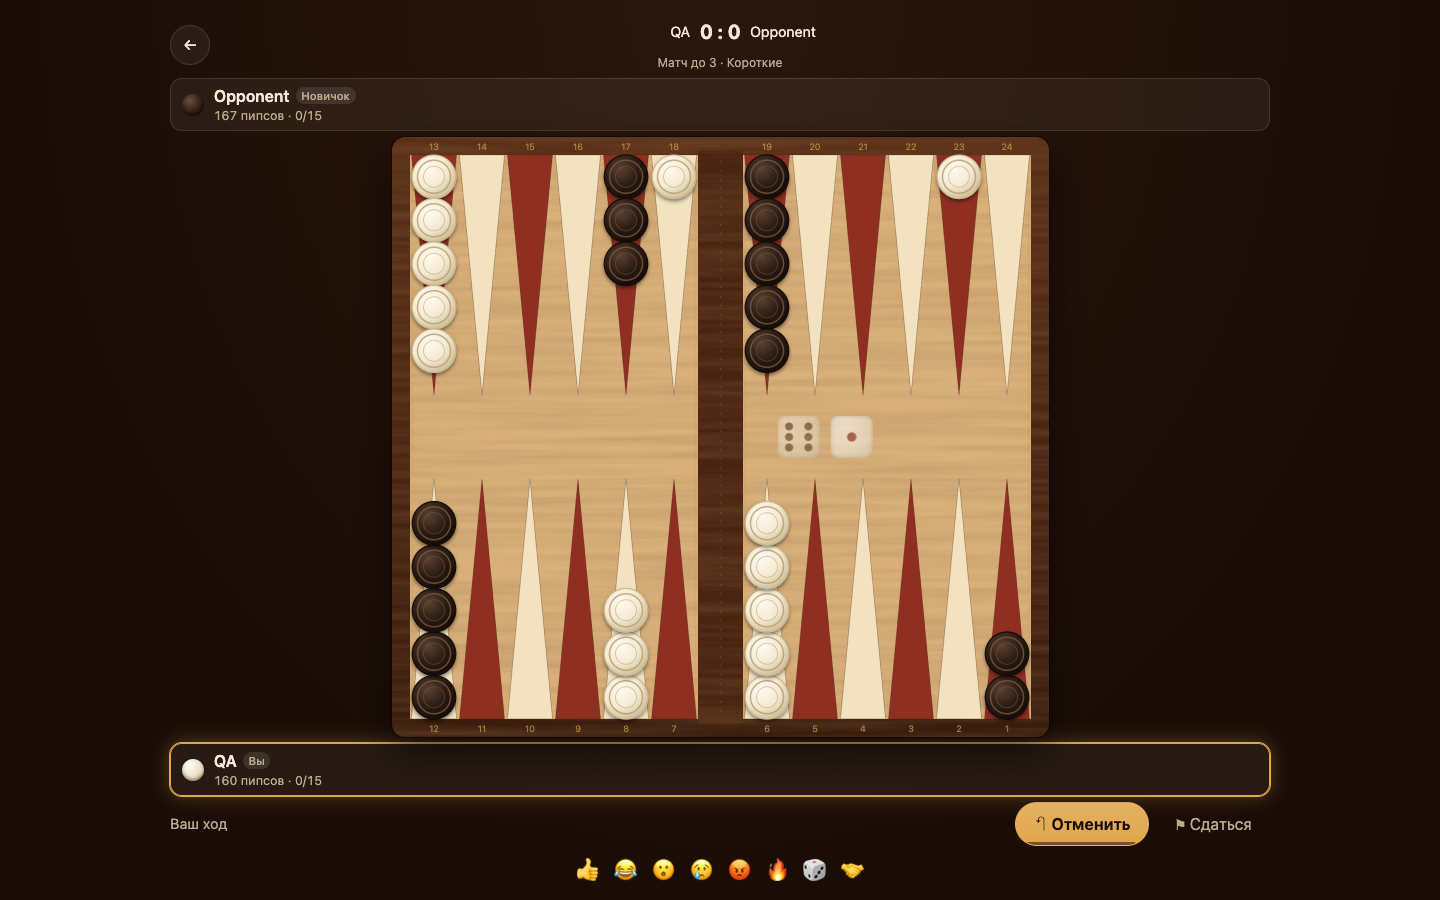 QA 0 : 0 Opponent
Матч до 3 · Короткие
Opponent Новичок
167 пипсов · 0/15
13 14 15 16 17 18 19 20 21 22 23 24
12 11 10 9 8 7 6 5 4 3 2 1
QA Вы
160 пипсов · 0/15
Ваш ход
Отменить
Сдаться